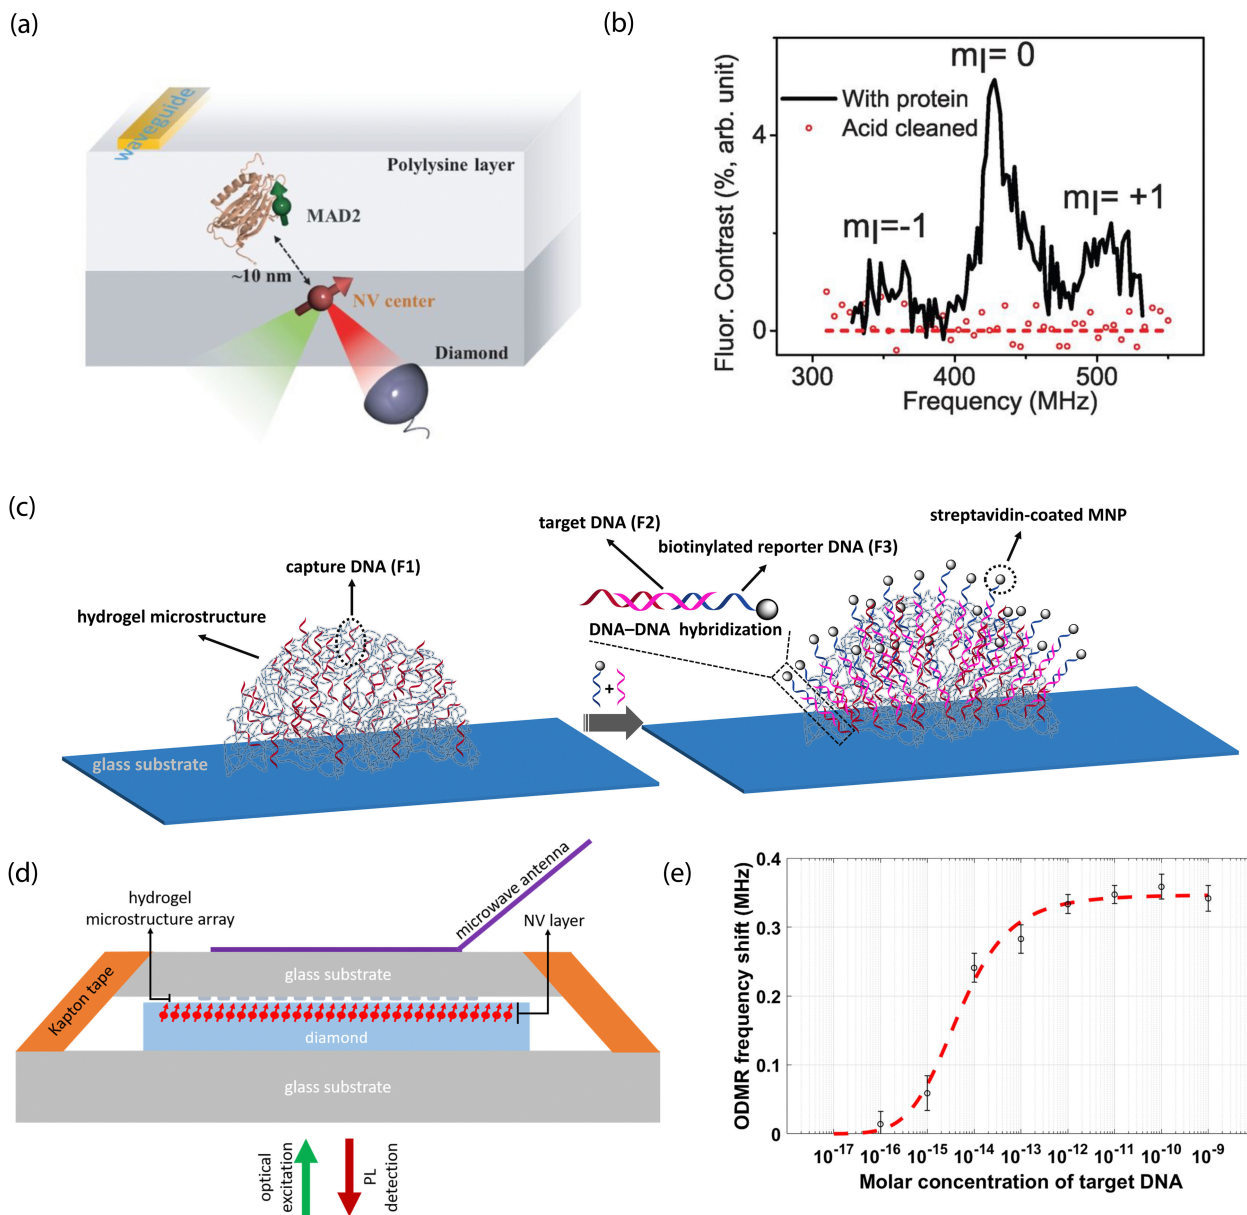 (a)
waveguide
Polylysine layer
MAD2
~10 nm
NV center
Diamond
(b)
mI= 0
With protein
Acid cleaned
mI=-1
mI= +1
Fluor. Contrast (%, arb. unit)
4
0
300
400
500
Frequency (MHz)
(c)
capture DNA (F1)
hydrogel microstructure
glass substrate
target DNA (F2)
biotinylated reporter DNA (F3)
streptavidin-coated MNP
DNA–DNA hybridization
+
(d)
hydrogel
microstructure array
microwave antenna
NV layer
Kapton tape
glass substrate
diamond
glass substrate
optical
excitation
PL
detection
(e)
ODMR frequency shift (MHz)
0.4
0.3
0.2
0.1
0
10-17
10-16
10-15
10-14
10-13
10-12
10-11
10-10
10-9
Molar concentration of target DNA